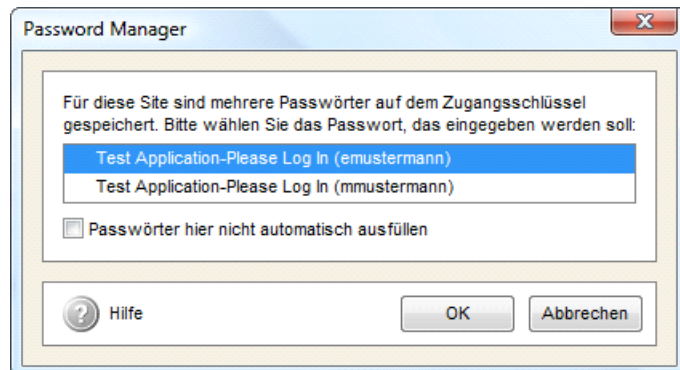 Password Manager
Für diese Site sind mehrere Passwörter auf dem Zugangsschlüssel
gespeichert. Bitte wählen Sie das Passwort, das eingegeben werden soll:
Test Application-Please Log In (emustermann)
Test Application-Please Log In (mmustermann)
Passwörter hier nicht automatisch ausfüllen
? Hilfe OK Abbrechen